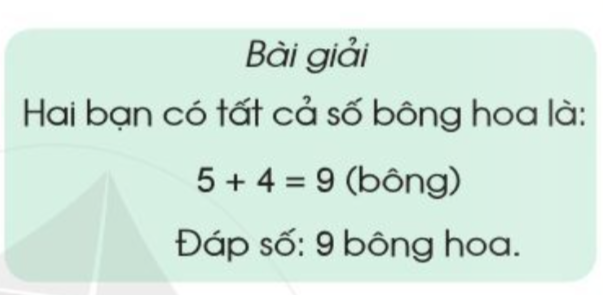 Bài giải
Hai bạn có tất cả số bông hoa là:
5 + 4 = 9 (bông)
Đáp số: 9 bông hoa.